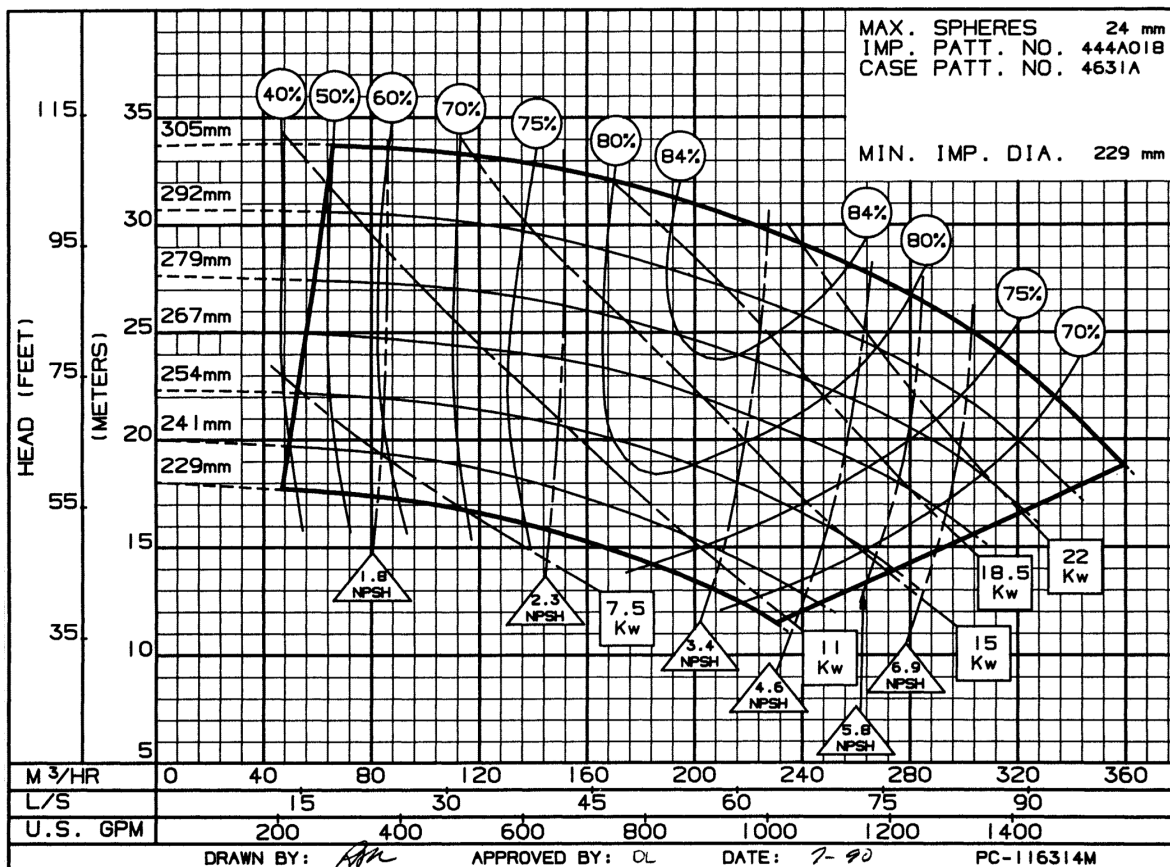 MAX. SPHERES 24 mm
IMP. PATT. NO. 444A01B
CASE PATT. NO. 4631A
MIN. IMP. DIA. 229 mm
40%
50%
60%
70%
75%
80%
84%
84%
80%
75%
70%
HEAD (FEET)
115
95
75
55
35
(METERS)
35
30
25
20
15
10
5
305mm
292mm
279mm
267mm
254mm
241mm
229mm
1.8
NPSH
2.3
NPSH
3.4
NPSH
4.6
NPSH
5.8
NPSH
6.9
NPSH
7.5
Kw
11
Kw
15
Kw
18.5
Kw
22
Kw
M³/HR 0 40 80 120 160 200 240 280 320 360
L/S 15 30 45 60 75 90
U.S. GPM 200 400 600 800 1000 1200 1400
DRAWN BY: APPROVED BY: DL DATE: 7-90 PC-116314M